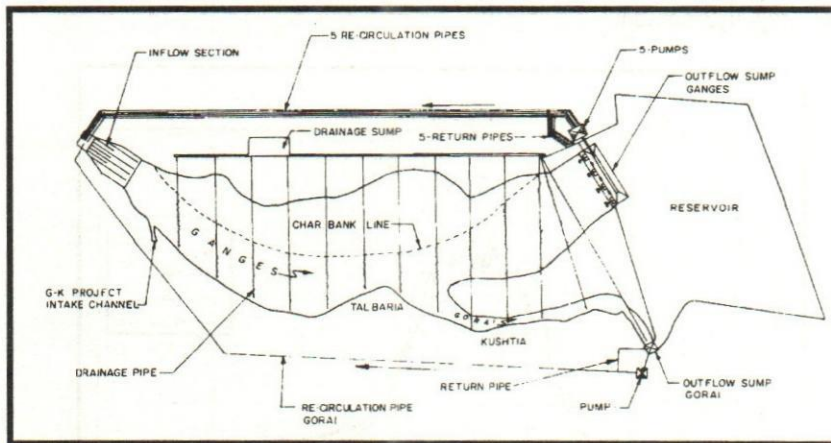 5 RE-CIRCULATION PIPES
INFLOW SECTION
5-PUMPS
OUTFLOW SUMP
GANGES
DRAINAGE SUMP
5-RETURN PIPES
RESERVOIR
CHAR BANK LINE
GANGES
G-K PROJECT
INTAKE CHANNEL
TALBARIA
GORAI
KUSHTIA
DRAINAGE PIPE
RETURN PIPE
OUTFLOW SUMP
GORAI
RE-CIRCULATION PIPE
GORAI
PUMP